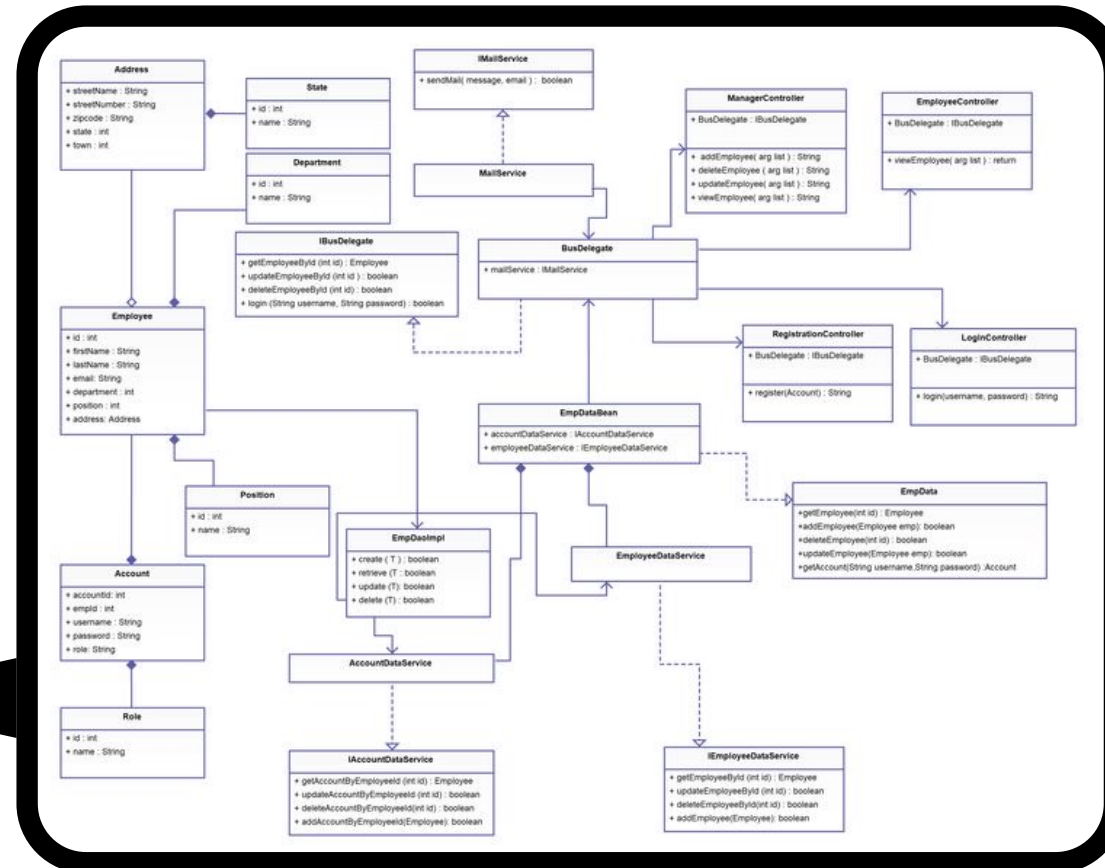 Address
+ streetName : String
+ streetNumber : String
+ zipcode : String
+ state : int
+ town : int
State
+ id : int
+ name : String
Department
+ id : int
+ name : String
IMailService
+ sendMail( message, email ) : boolean
MailService
ManagerController
+ BusDelegate : IBusDelegate
+ addEmployee( arg list ) : String
+ deleteEmployee ( arg list ) : String
+ updateEmployee( arg list ) : String
+ viewEmployee( arg list ) : String
EmployeeController
+ BusDelegate : IBusDelegate
+ viewEmployee( arg list ) : return
IBusDelegate
+ getEmployeeById (int id) : Employee
+ updateEmployeeById (int id ) : boolean
+ deleteEmployeeById (int id) : boolean
+ login (String username, String password) : boolean
BusDelegate
+ mailService : IMailService
Employee
+ id : int
+ firstName : String
+ lastName : String
+ email: String
+ department : int
+ position : int
+ address: Address
RegistrationController
+ BusDelegate : IBusDelegate
+ register(Account) : String
LogInController
+ BusDelegate : IBusDelegate
+ login(username, password) : String
EmpDataBean
+ accountDataService : IAccountDataService
+ employeeDataService : IEmployeeDataService
Position
+ id : int
+ name : String
EmpData
+getEmployee(int id) : Employee
+addEmployee(Employee emp): boolean
+deleteEmployee(int id) : boolean
+updateEmployee(Employee emp): boolean
+getAccount(String username,String password) :Account
EmpDaoImpl
+ create ( T ) : boolean
+ retrieve (T : boolean
+ update (T): boolean
+ delete (T) : boolean
EmployeeDataService
Account
+ accountId: int
+ empId : int
+ username : String
+ password : String
+ role: String
AccountDataService
Role
+ id : int
+ name : String
IAccountDataService
+ getAccountByEmployeeId (int id) : Employee
+ updateAccountByEmployeeId (int id) : boolean
+ deleteAccountByEmployeeId(int id) : boolean
+ addAccountByEmployeeId(Employee): boolean
IEmployeeDataService
+ getEmployeeById (int id) : Employee
+ updateEmployeeById (int id) : boolean
+ deleteEmployeeById(int id) : boolean
+ addEmployee(Employee): boolean